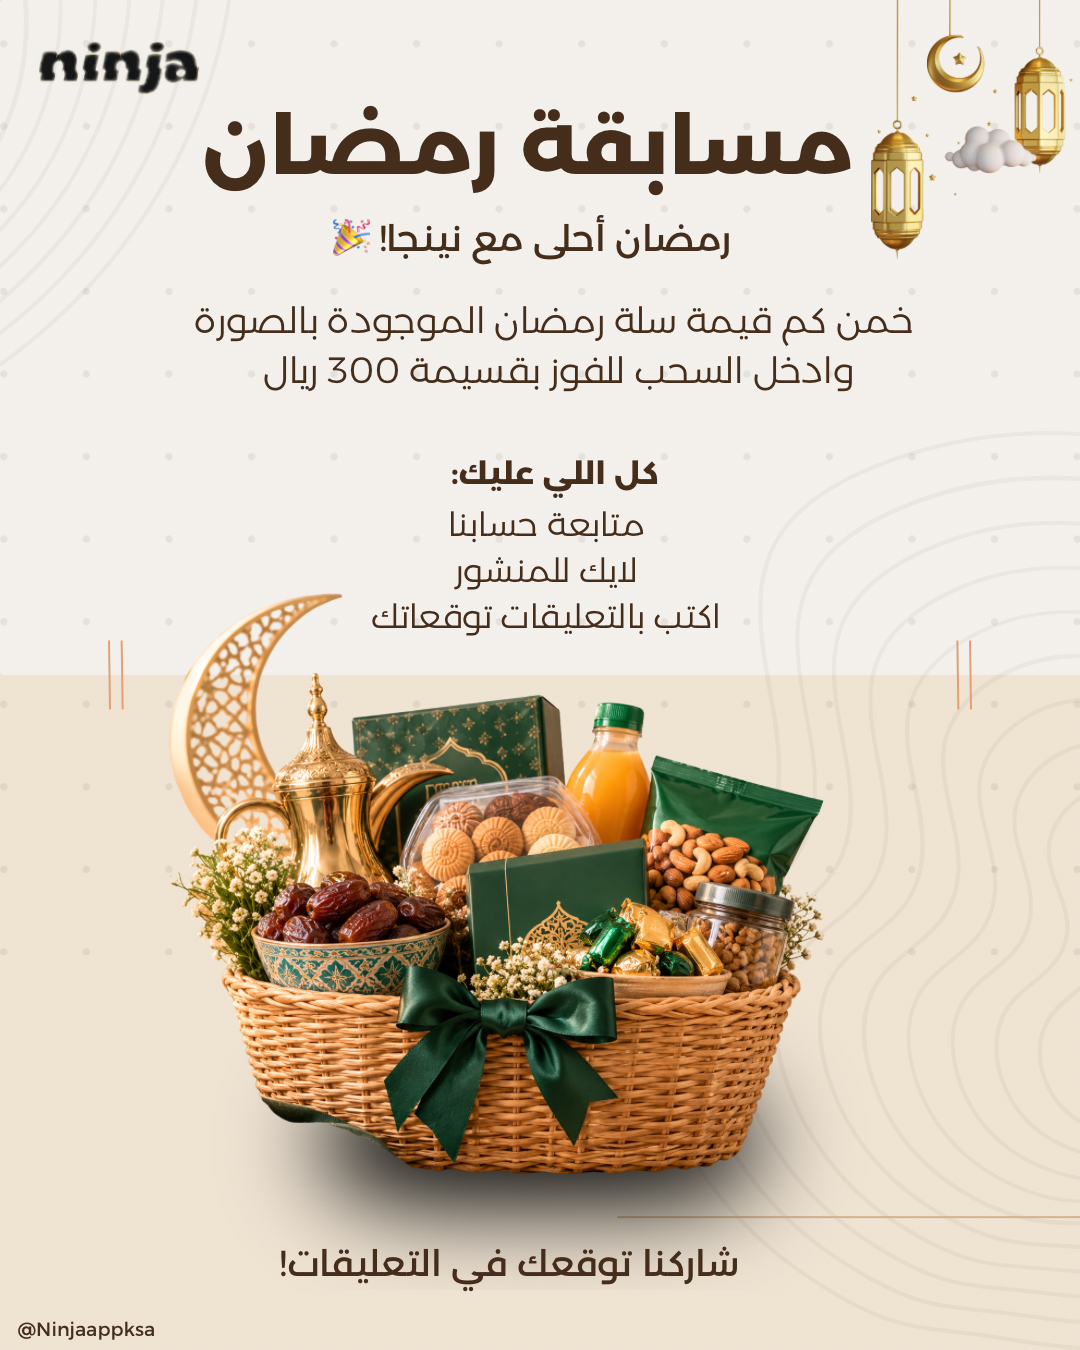 ninja
مسابقة رمضان
رمضان أحلى مع نينجا! 🎉
خمن كم قيمة سلة رمضان الموجودة بالصورة
وادخل السحب للفوز بقسيمة 300 ريال
كل اللي عليك:
متابعة حسابنا
لايك للمنشور
اكتب بالتعليقات توقعاتك
شاركنا توقعك في التعليقات!
@Ninjaappksa